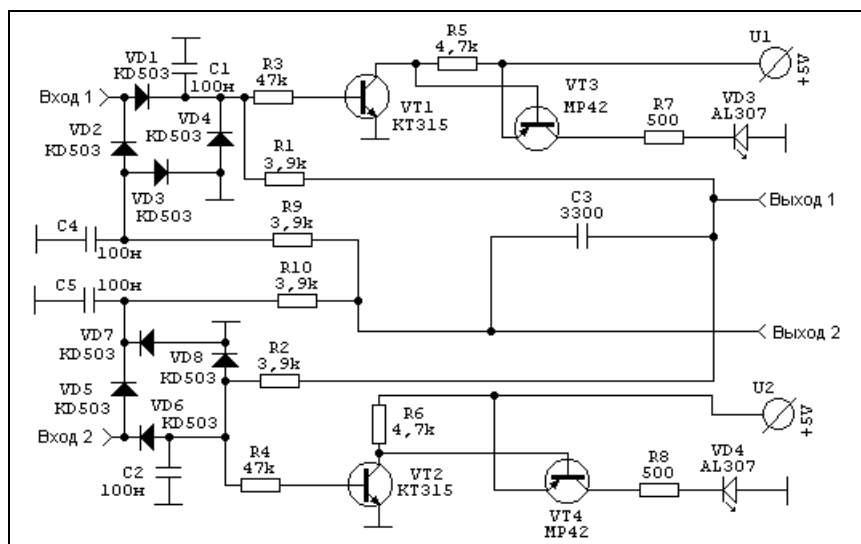 VD1
KD503
C1
100н
Вход 1
VD2
KD503
VD4
KD503
VD3
KD503
R3
47k
VT1
KT315
R5
4,7k
VT3
MP42
U1
+5V
R7
500
VD3
AL307
R1
3,9k
C4
100н
R9
3,9k
C3
3300
Выход 1
C5
100н
R10
3,9k
Выход 2
VD7
KD503
VD8
KD503
R2
3,9k
VD5
KD503
VD6
KD503
Вход 2
C2
100н
R4
47k
VT2
KT315
R6
4,7k
U2
+5V
VT4
MP42
R8
500
VD4
AL307